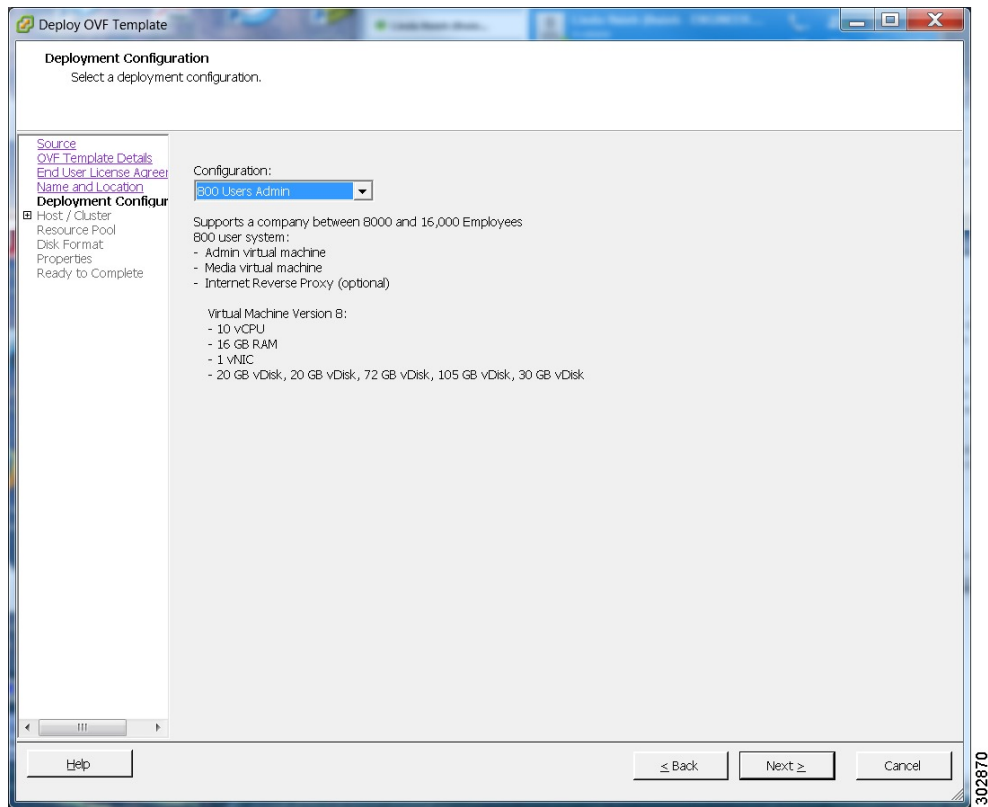 Deploy OVF Template
Deployment Configuration
Select a deployment configuration.
Source
OVF Template Details
End User License Agreer
Name and Location
Deployment Configur
Host / Cluster
Resource Pool
Disk Format
Properties
Ready to Complete
Configuration:
800 Users Admin
Supports a company between 8000 and 16,000 Employees
800 user system:
- Admin virtual machine
- Media virtual machine
- Internet Reverse Proxy (optional)
Virtual Machine Version 8:
- 10 vCPU
- 16 GB RAM
- 1 vNIC
- 20 GB vDisk, 20 GB vDisk, 72 GB vDisk, 105 GB vDisk, 30 GB vDisk
Help
≤ Back
Next ≥
Cancel
302870